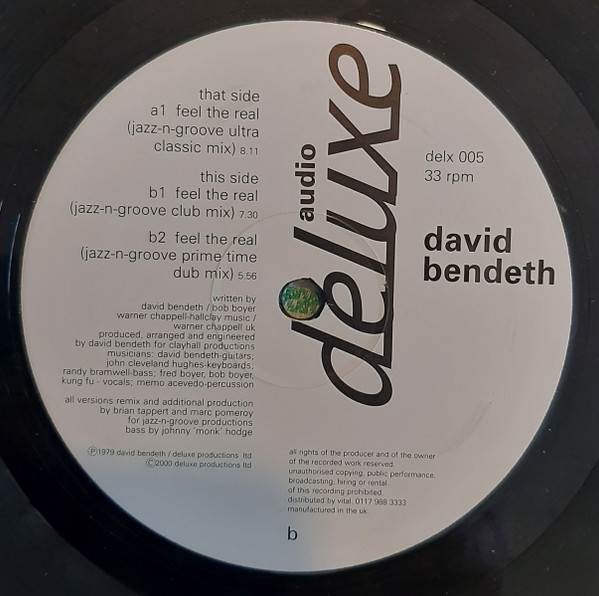 that side
a1 feel the real
(jazz-n-groove ultra
classic mix) 8.11
this side
b1 feel the real
(jazz-n-groove club mix) 7.30
b2 feel the real
(jazz-n-groove prime time
dub mix) 5.56
written by
david bendeth / bob boyer
warner chappell-hallclay music /
warner chappell uk
produced, arranged and engineered
by david bendeth for clayhall productions
musicians: david bendeth-guitars;
john cleveland hughes-keyboards;
randy bramwell-bass; fred boyer, bob boyer,
kung fu - vocals; memo acevedo-percussion
all versions remix and additional production
by brian tappert and marc pomeroy
for jazz-n-groove productions
bass by johnny 'monk' hodge
Ⓟ1979 david bendeth / deluxe productions ltd
©2000 deluxe productions ltd
audio
deluxe
delx 005
33 rpm
david
bendeth
all rights of the producer and of the owner
of the recorded work reserved.
unauthorised copying, public performance,
broadcasting, hiring or rental
of this recording prohibited.
distributed by vital. 0117 988 3333
manufactured in the uk.
b